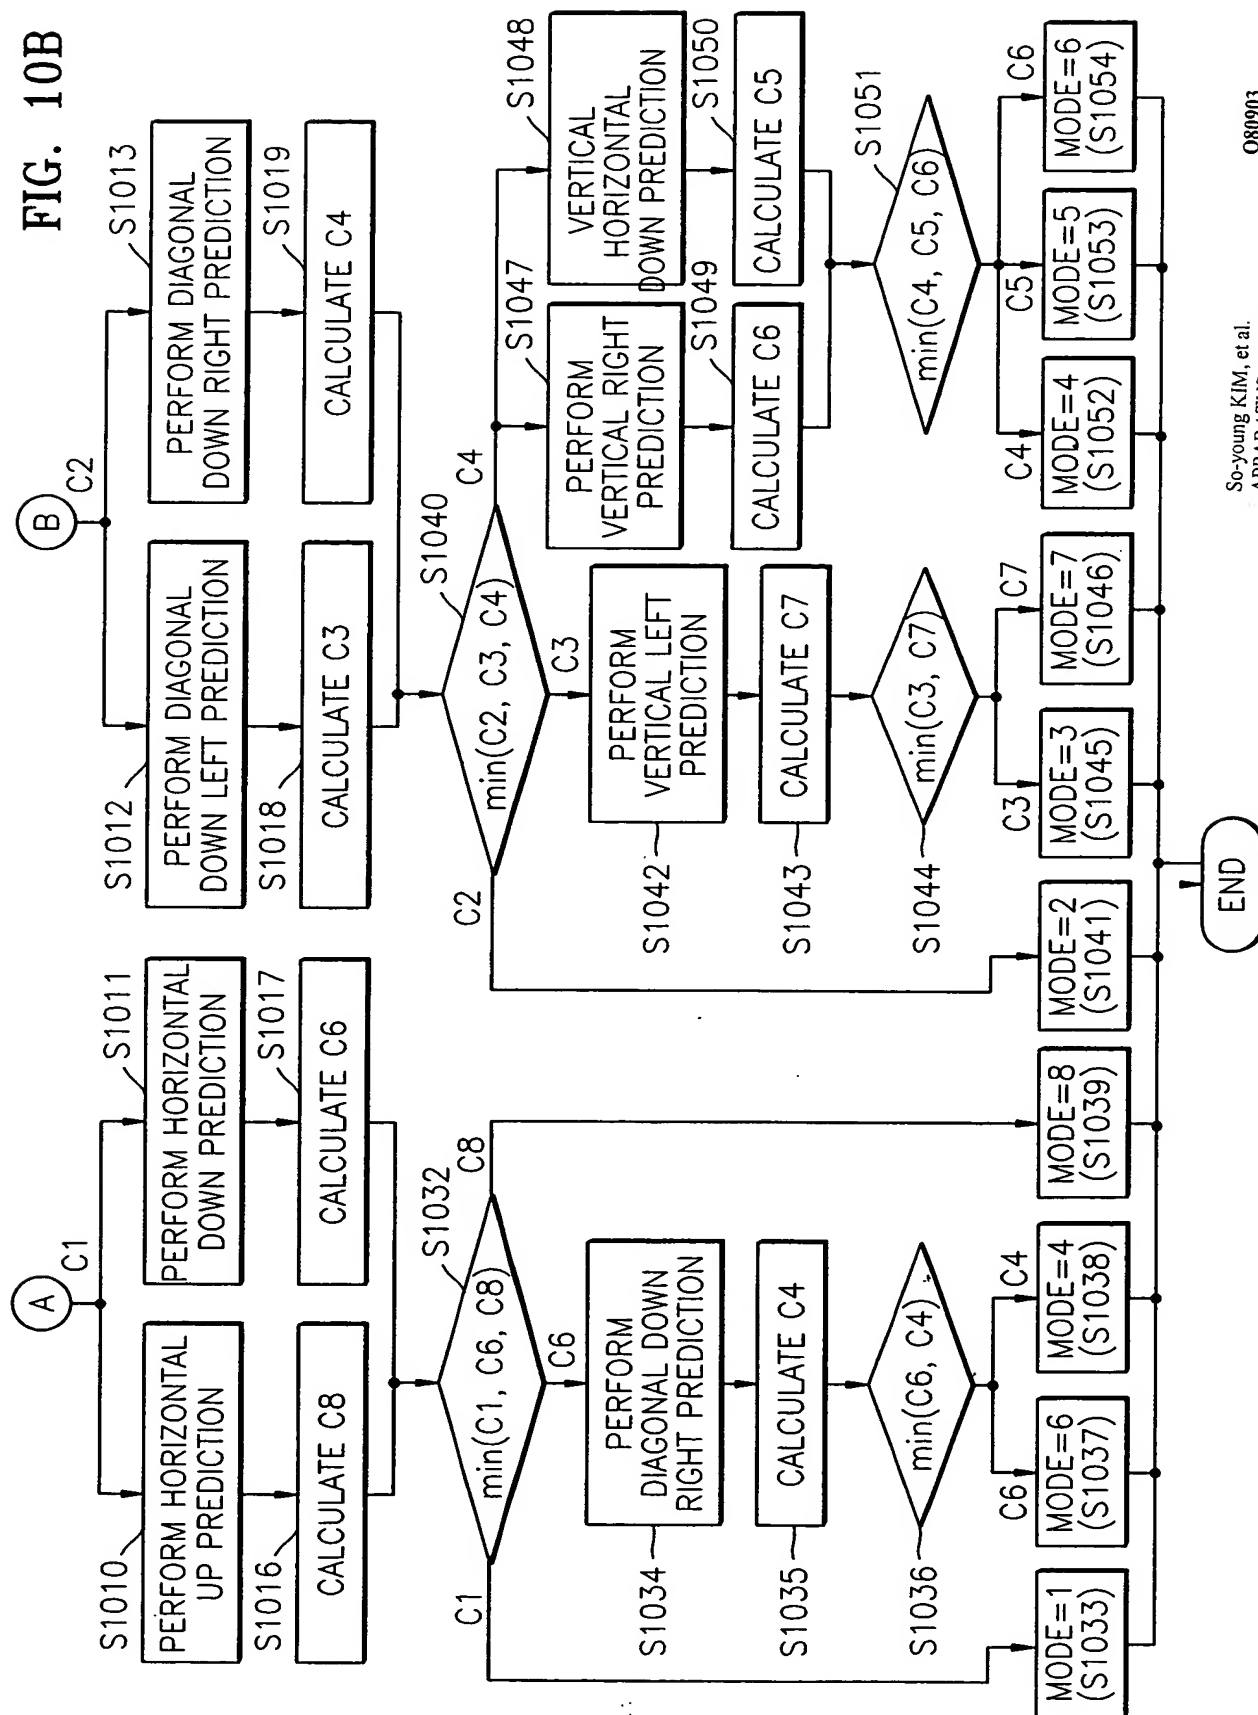 FIG. 10B
A
C1
S1010
PERFORM HORIZONTAL
UP PREDICTION
S1011
PERFORM HORIZONTAL
DOWN PREDICTION
S1016
CALCULATE C8
S1017
CALCULATE C6
S1032
min(C1, C6, C8)
C1
C6
C8
S1034
PERFORM
DIAGONAL DOWN
RIGHT PREDICTION
S1035
CALCULATE C4
S1036
min(C6, C4)
C6
C4
MODE=1
(S1033)
MODE=6
(S1037)
MODE=4
(S1038)
MODE=8
(S1039)
B
C2
S1012
PERFORM DIAGONAL
DOWN LEFT PREDICTION
S1013
PERFORM DIAGONAL
DOWN RIGHT PREDICTION
S1018
CALCULATE C3
S1019
CALCULATE C4
S1040
min(C2, C3, C4)
C2
C3
C4
S1042
PERFORM
VERTICAL LEFT
PREDICTION
S1043
CALCULATE C7
S1044
min(C3, C7)
C3
C7
S1047
PERFORM
VERTICAL RIGHT
PREDICTION
S1048
VERTICAL
HORIZONTAL
DOWN PREDICTION
S1049
CALCULATE C6
S1050
CALCULATE C5
S1051
min(C4, C5, C6)
C4
C5
C6
MODE=2
(S1041)
MODE=3
(S1045)
MODE=7
(S1046)
MODE=4
(S1052)
MODE=5
(S1053)
MODE=6
(S1054)
END
So-young KIM, et al.
Q80903